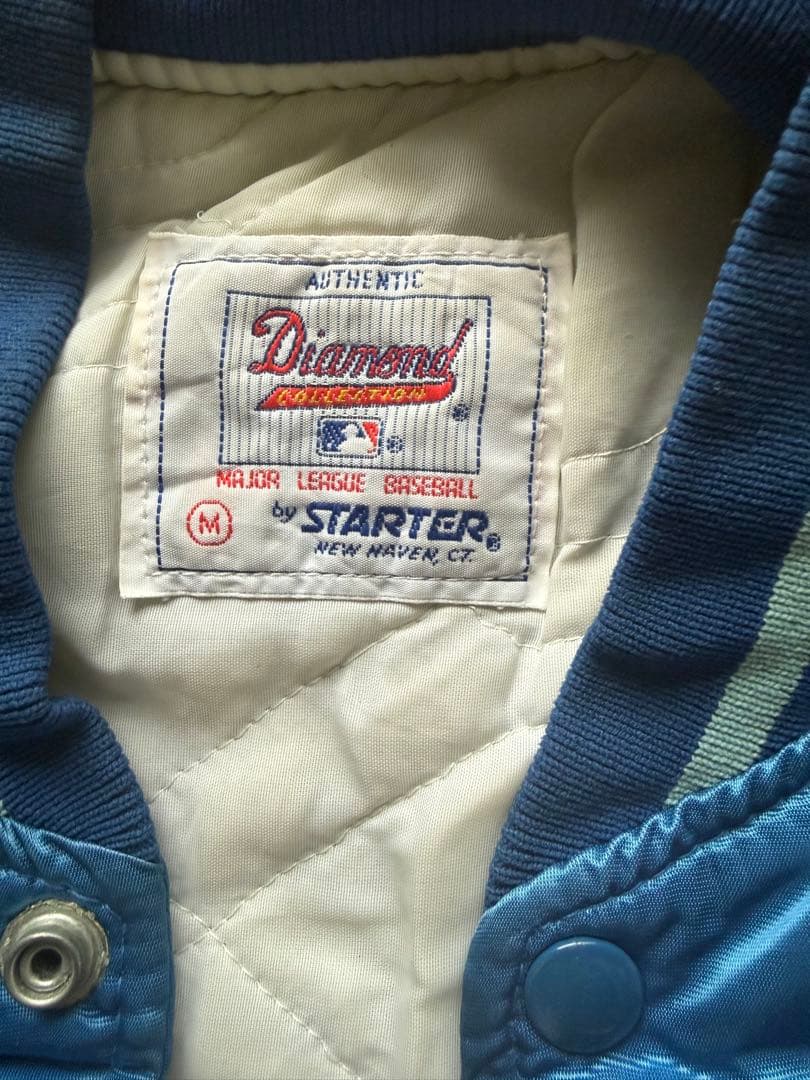 AUTHENTIC
Diamond
COLLECTION
®
®
MAJOR LEAGUE BASEBALL
M
by STARTER®
NEW HAVEN, CT.